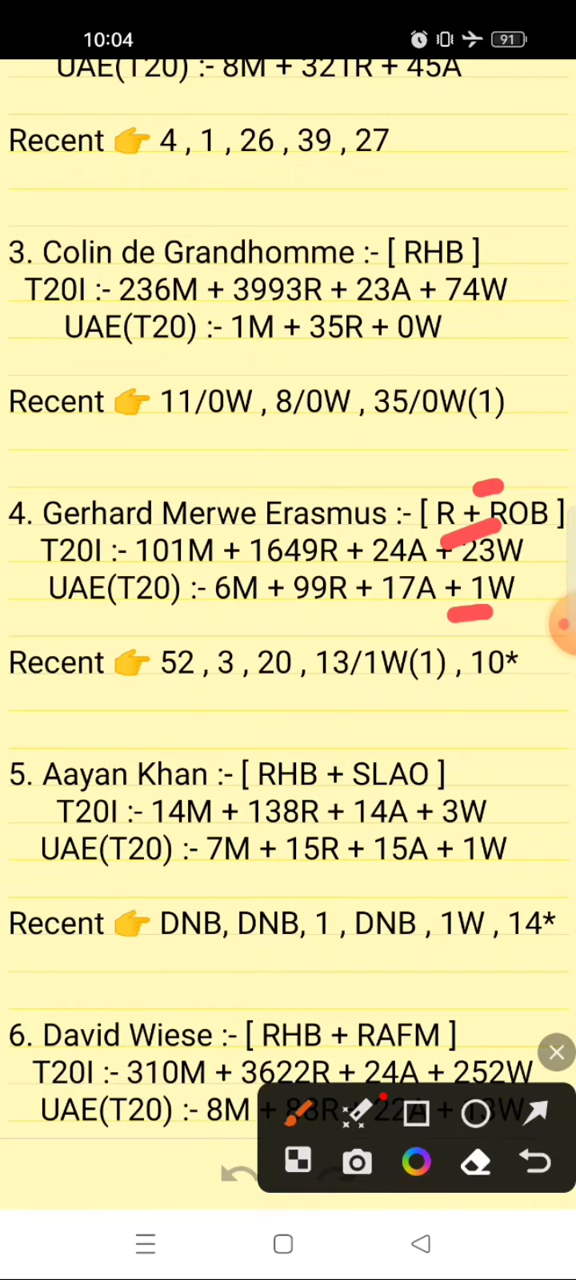 10:04
91
UAE(T20) :- 8M + 321R + 45A
Recent 👉 4 , 1 , 26 , 39 , 27
3. Colin de Grandhomme :- [ RHB ]
T20I :- 236M + 3993R + 23A + 74W
UAE(T20) :- 1M + 35R + 0W
Recent 👉 11/0W , 8/0W , 35/0W(1)
4. Gerhard Merwe Erasmus :- [ R + ROB ]
T20I :- 101M + 1649R + 24A + 23W
UAE(T20) :- 6M + 99R + 17A + 1W
Recent 👉 52 , 3 , 20 , 13/1W(1) , 10*
5. Aayan Khan :- [ RHB + SLAO ]
T20I :- 14M + 138R + 14A + 3W
UAE(T20) :- 7M + 15R + 15A + 1W
Recent 👉 DNB, DNB, 1 , DNB , 1W , 14*
6. David Wiese :- [ RHB + RAFM ]
T20I :- 310M + 3622R + 24A + 252W
UAE(T20) :- 8M + 83R + 22A + 13W